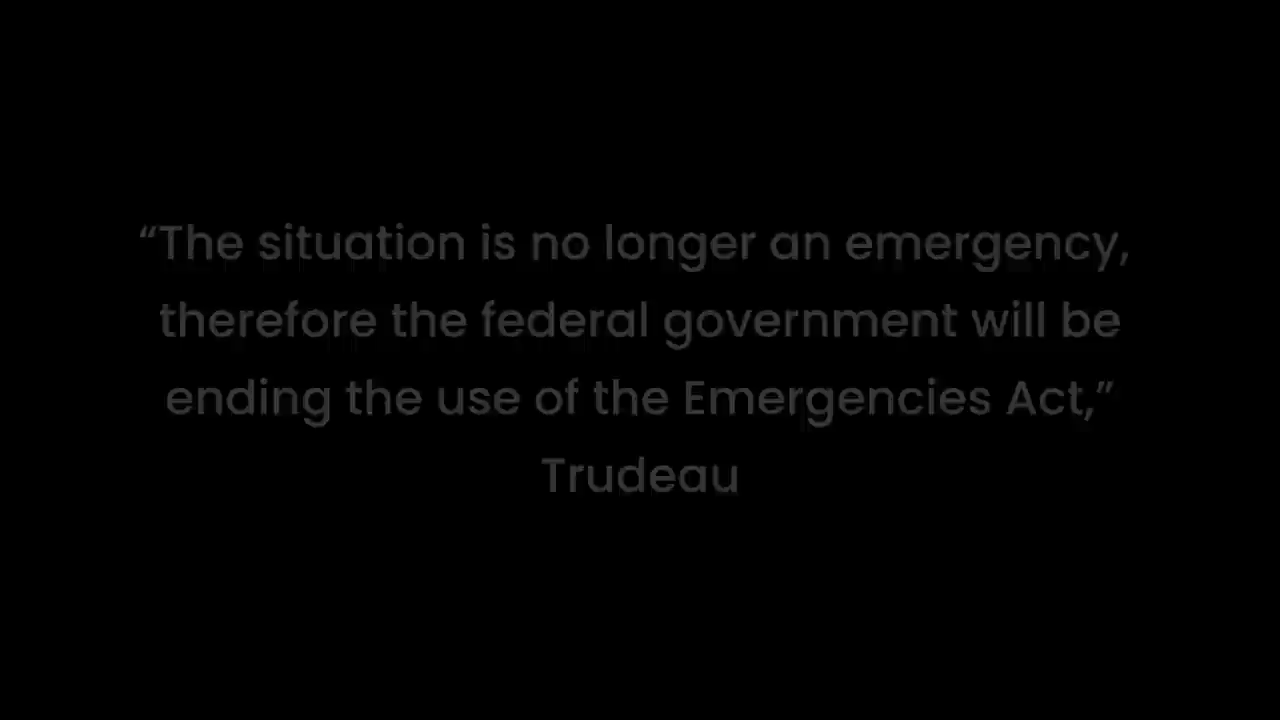 “The situation is no longer an emergency,
therefore the federal government will be
ending the use of the Emergencies Act,”
Trudeau